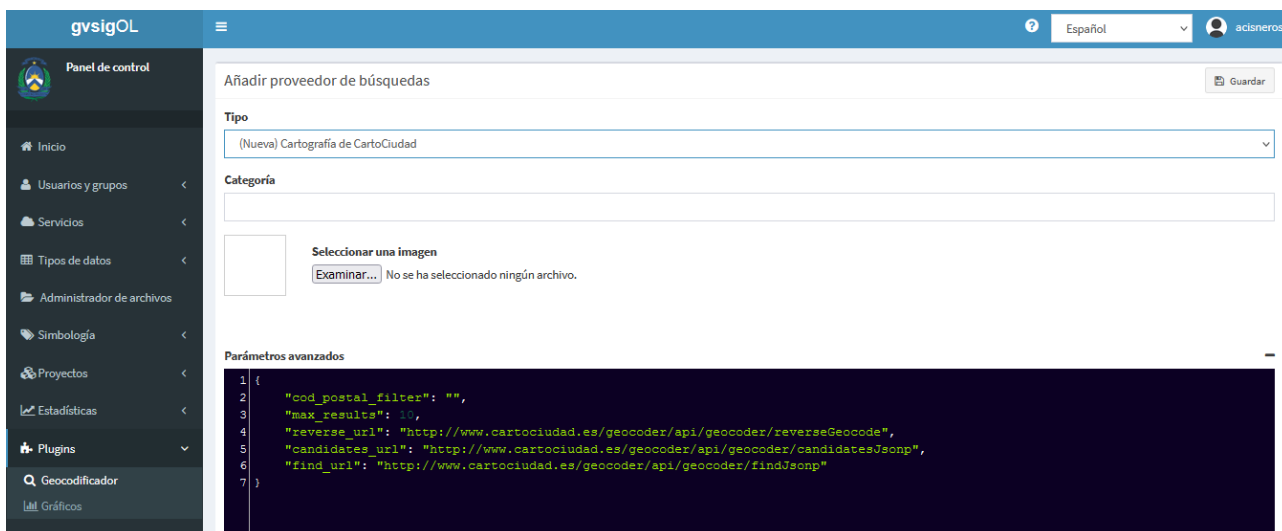 gvsigOL
Español
acisneros
Panel de control
Inicio
Usuarios y grupos
Servicios
Tipos de datos
Administrador de archivos
Simbología
Proyectos
Estadísticas
Plugins
Geocodificador
Gráficos
Añadir proveedor de búsquedas
Guardar
Tipo
(Nueva) Cartografía de CartoCiudad
Categoría
Seleccionar una imagen
Examinar... No se ha seleccionado ningún archivo.
Parámetros avanzados
1 {
2 "cod_postal_filter": "",
3 "max_results": 10,
4 "reverse_url": "http://www.cartociudad.es/geocoder/api/geocoder/reverseGeocode",
5 "candidates_url": "http://www.cartociudad.es/geocoder/api/geocoder/candidatesJsonp",
6 "find_url": "http://www.cartociudad.es/geocoder/api/geocoder/findJsonp"
7 }